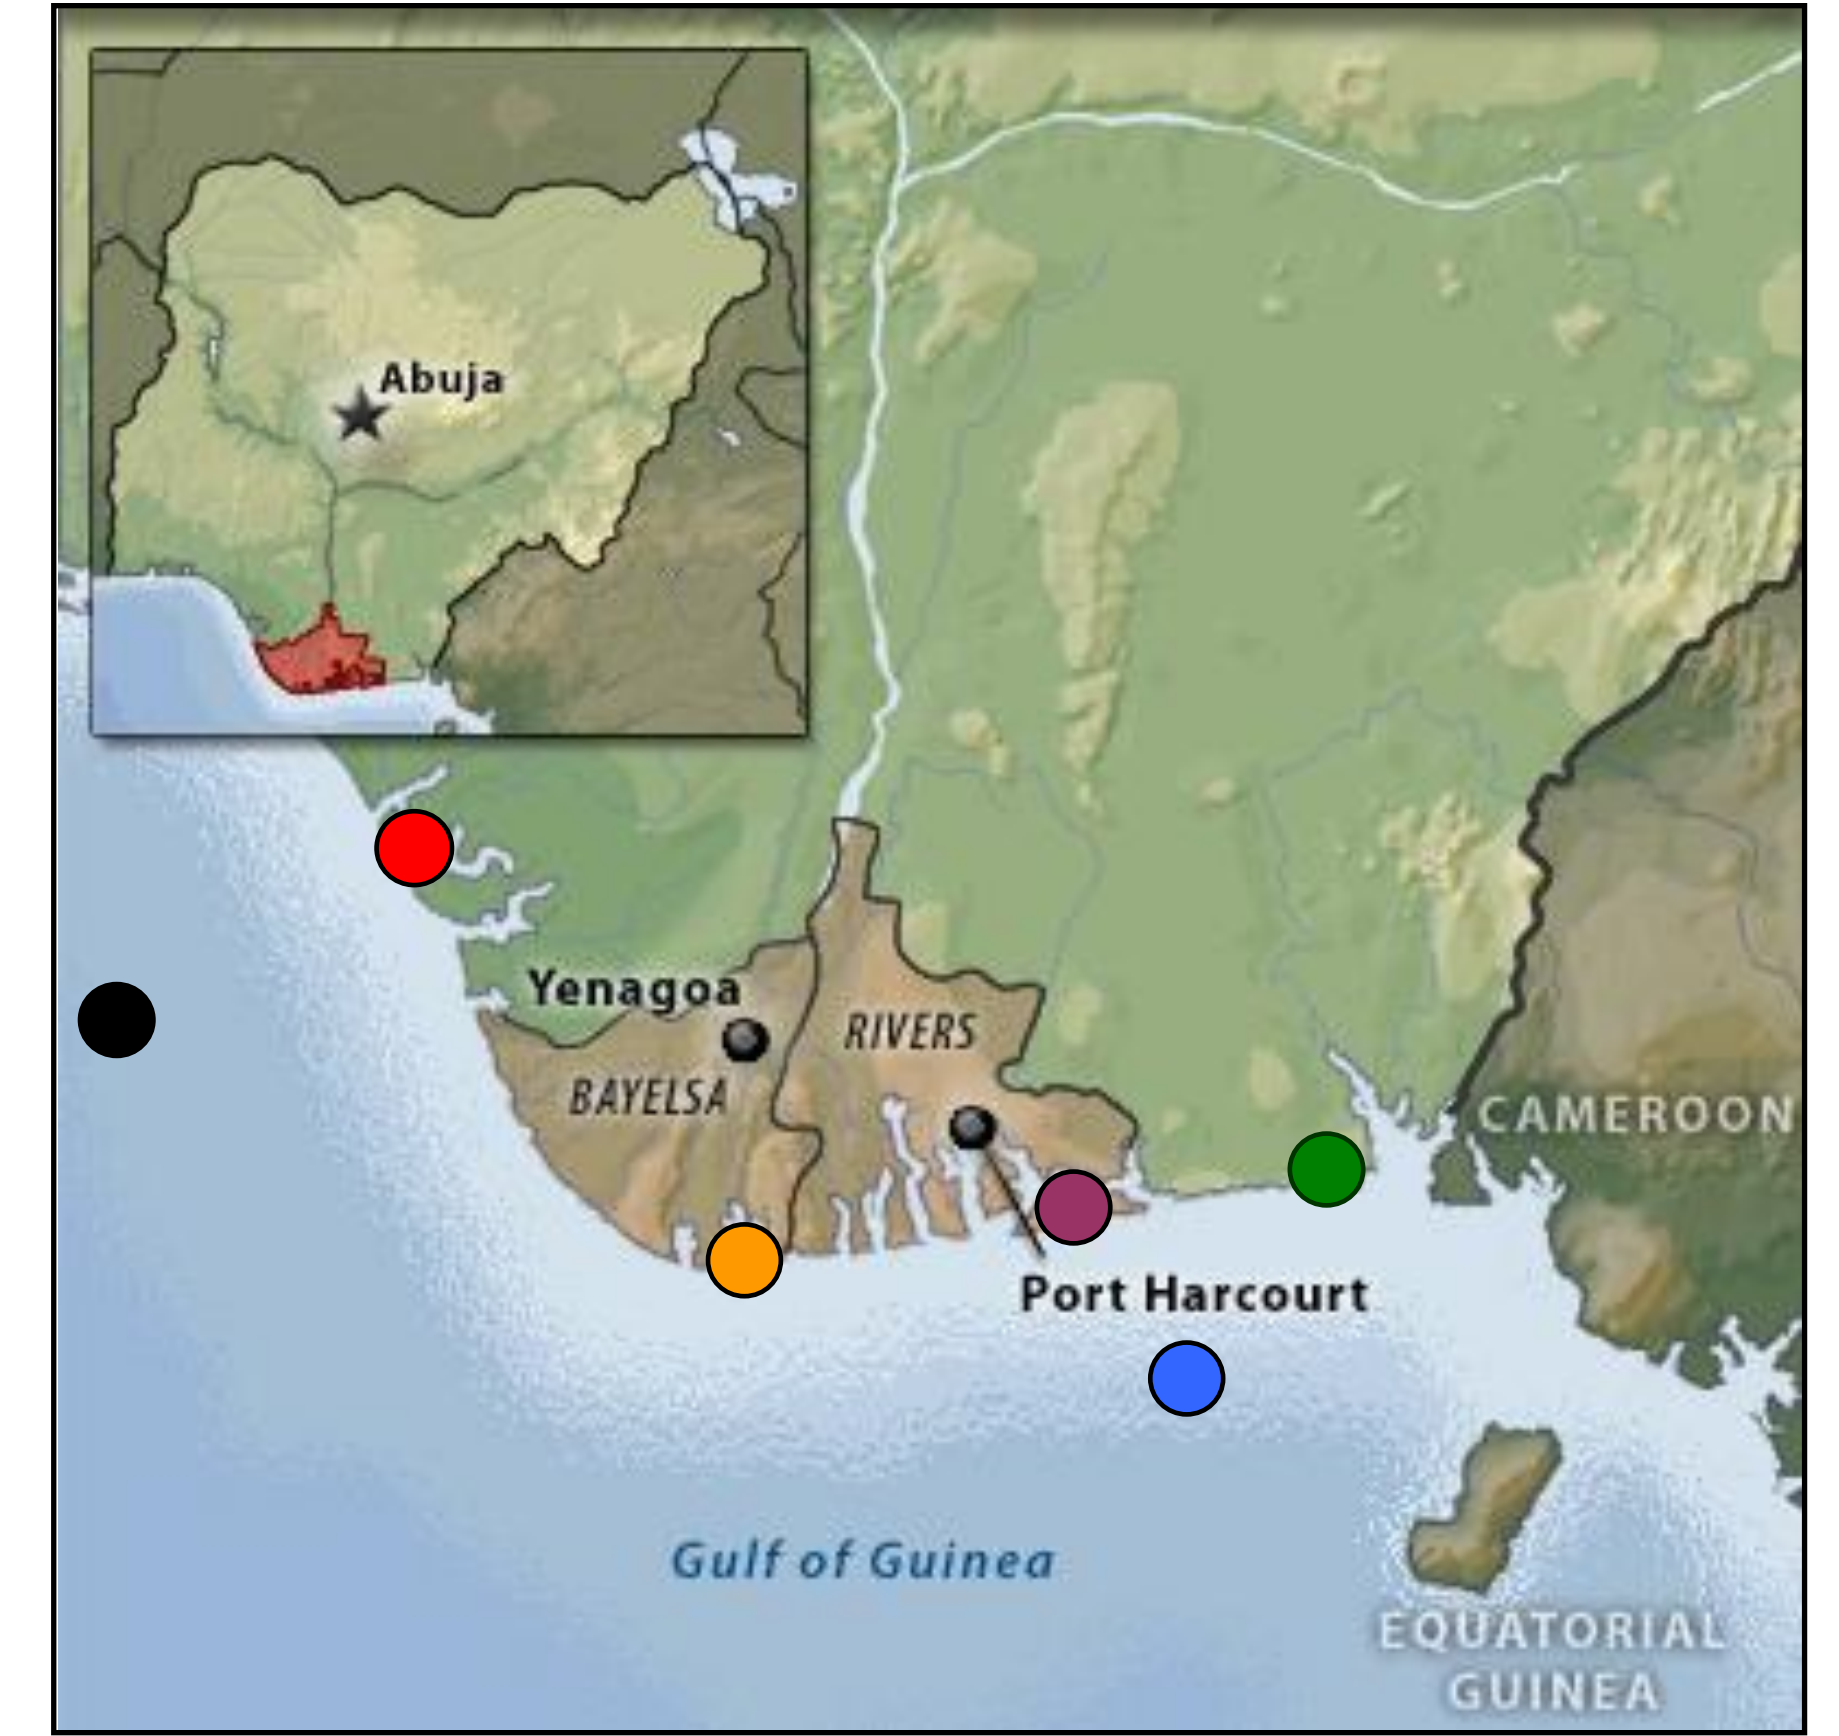 Abuja
Yenagoa
RIVERS
BAYELSA
CAMEROON
Port Harcourt
Gulf of Guinea
EQUATORIAL
GUINEA